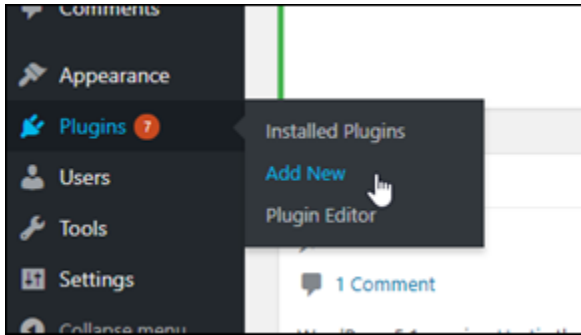 Comments
Appearance
Plugins 7
Users
Tools
Settings
Collapse menu
Installed Plugins
Add New
Plugin Editor
1 Comment